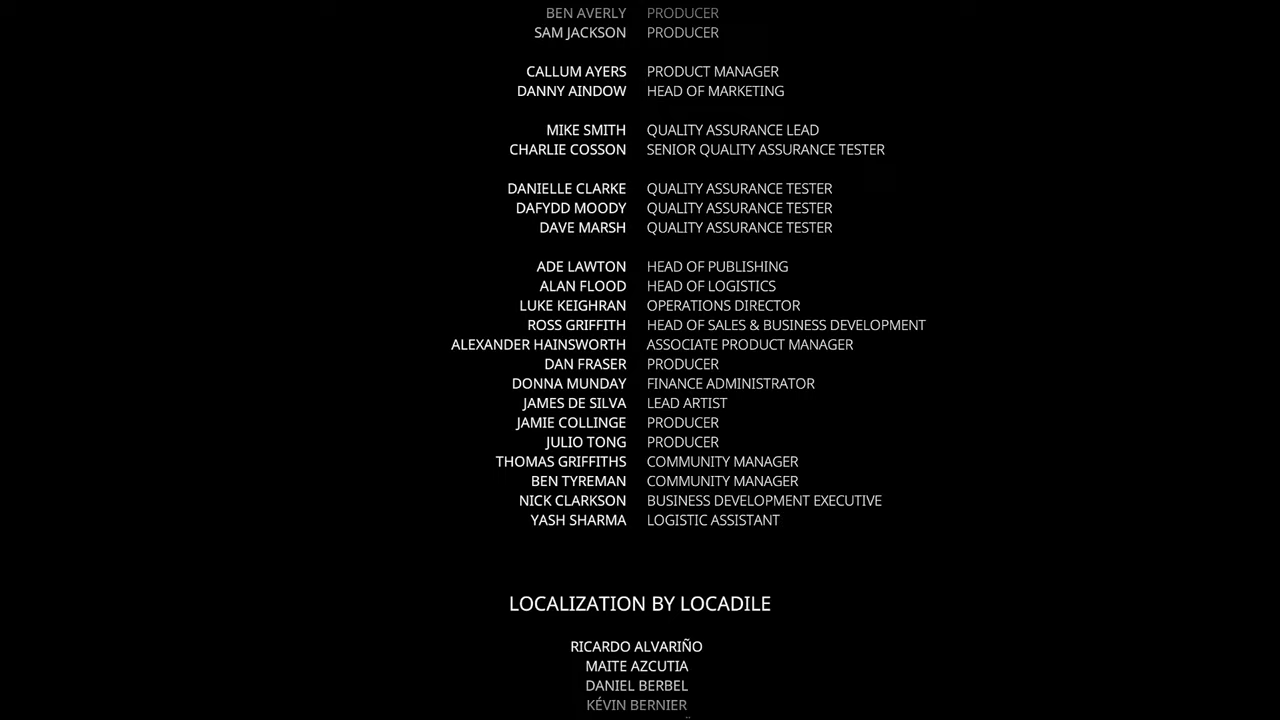 BEN AVERLY PRODUCER
SAM JACKSON PRODUCER
CALLUM AYERS PRODUCT MANAGER
DANNY AINDOW HEAD OF MARKETING
MIKE SMITH QUALITY ASSURANCE LEAD
CHARLIE COSSON SENIOR QUALITY ASSURANCE TESTER
DANIELLE CLARKE QUALITY ASSURANCE TESTER
DAFYDD MOODY QUALITY ASSURANCE TESTER
DAVE MARSH QUALITY ASSURANCE TESTER
ADE LAWTON HEAD OF PUBLISHING
ALAN FLOOD HEAD OF LOGISTICS
LUKE KEIGHRAN OPERATIONS DIRECTOR
ROSS GRIFFITH HEAD OF SALES & BUSINESS DEVELOPMENT
ALEXANDER HAINSWORTH ASSOCIATE PRODUCT MANAGER
DAN FRASER PRODUCER
DONNA MUNDAY FINANCE ADMINISTRATOR
JAMES DE SILVA LEAD ARTIST
JAMIE COLLINGE PRODUCER
JULIO TONG PRODUCER
THOMAS GRIFFITHS COMMUNITY MANAGER
BEN TYREMAN COMMUNITY MANAGER
NICK CLARKSON BUSINESS DEVELOPMENT EXECUTIVE
YASH SHARMA LOGISTIC ASSISTANT
LOCALIZATION BY LOCADILE
RICARDO ALVARIÑO
MAITE AZCUTIA
DANIEL BERBEL
KÉVIN BERNIER